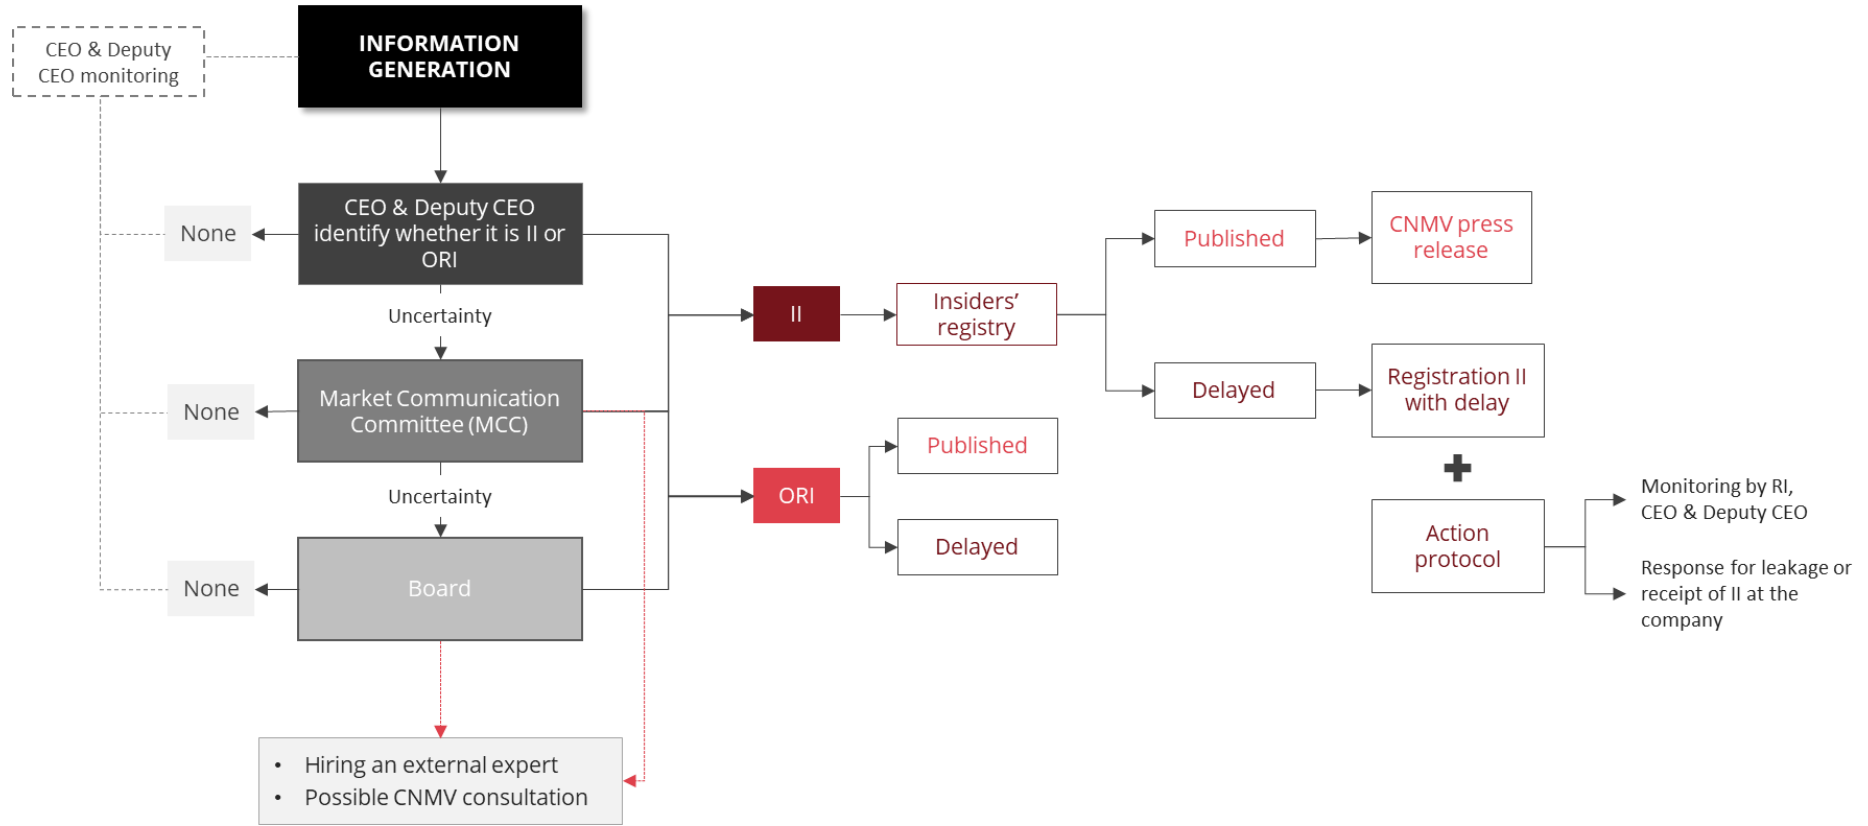 CEO & Deputy
CEO monitoring
INFORMATION
GENERATION
None
CEO & Deputy CEO
identify whether it is II or
ORI
Uncertainty
None
Market Communication
Committee (MCC)
Uncertainty
None
Board
• Hiring an external expert
• Possible CNMV consultation
II
Insiders’
registry
Published
CNMV press
release
Delayed
Registration II
with delay
Action
protocol
Monitoring by RI,
CEO & Deputy CEO
Response for leakage or
receipt of II at the
company
ORI
Published
Delayed